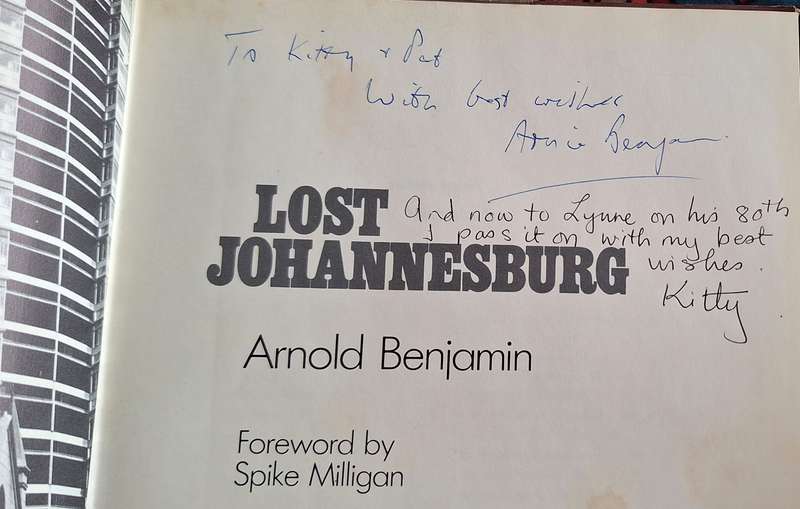 To Kitty + Pat
With best wishes
Arnie Benjamin.
LOST
JOHANNESBURG
And now to Lynne on his 80th
I pass it on with my best
wishes.
Kitty
Arnold Benjamin
Foreword by
Spike Milligan